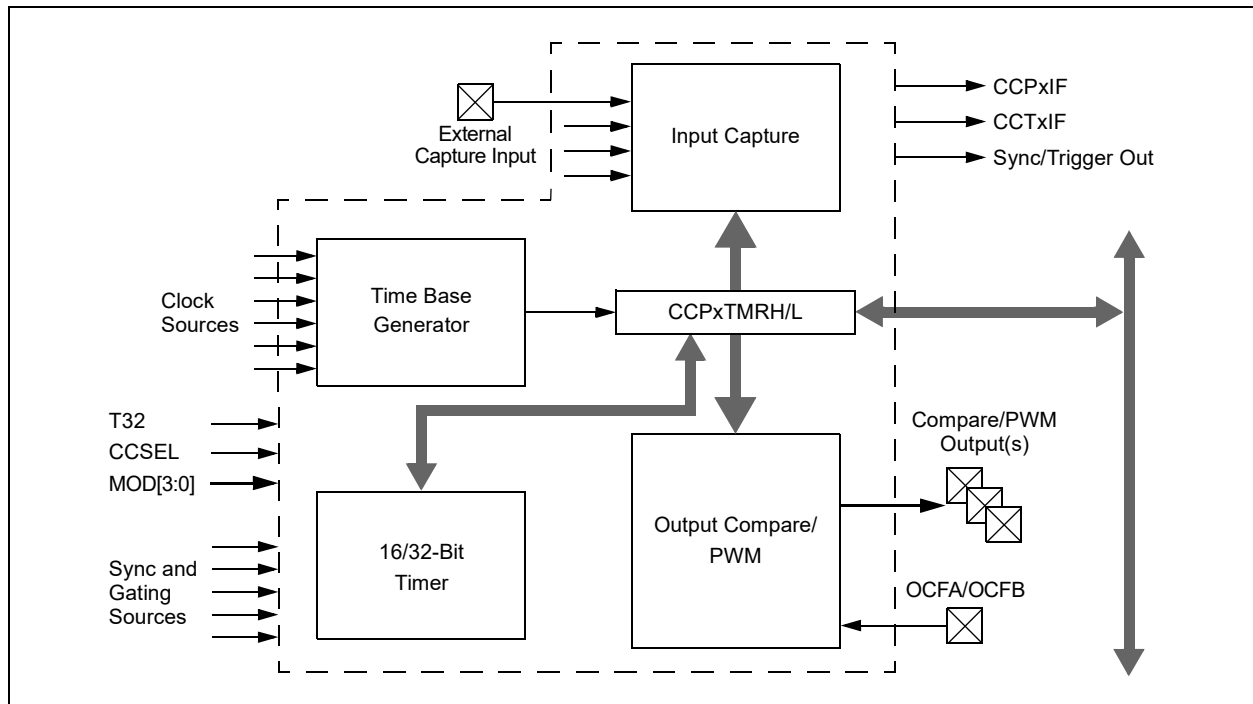 External
Capture Input
Input Capture
CCPxIF
CCTxIF
Sync/Trigger Out
Clock
Sources
Time Base
Generator
CCPxTMRH/L
T32
CCSEL
MOD[3:0]
Sync and
Gating
Sources
16/32-Bit
Timer
Output Compare/
PWM
Compare/PWM
Output(s)
OCFA/OCFB